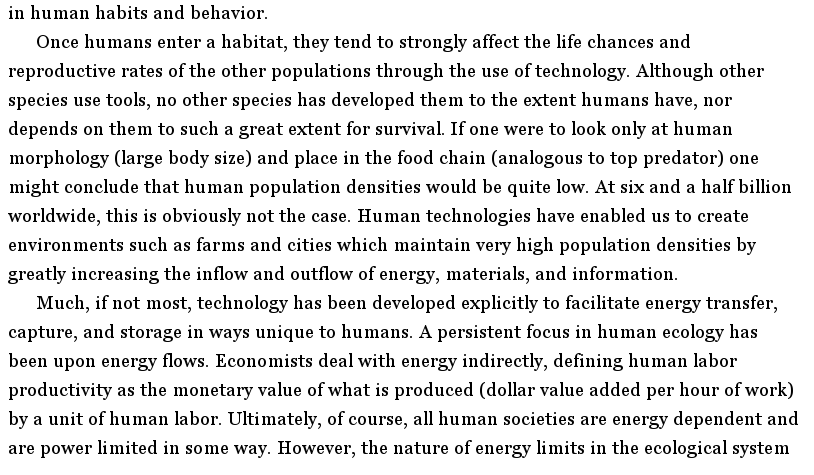 in human habits and behavior.
Once humans enter a habitat, they tend to strongly affect the life chances and
reproductive rates of the other populations through the use of technology. Although other
species use tools, no other species has developed them to the extent humans have, nor
depends on them to such a great extent for survival. If one were to look only at human
morphology (large body size) and place in the food chain (analogous to top predator) one
might conclude that human population densities would be quite low. At six and a half billion
worldwide, this is obviously not the case. Human technologies have enabled us to create
environments such as farms and cities which maintain very high population densities by
greatly increasing the inflow and outflow of energy, materials, and information.
Much, if not most, technology has been developed explicitly to facilitate energy transfer,
capture, and storage in ways unique to humans. A persistent focus in human ecology has
been upon energy flows. Economists deal with energy indirectly, defining human labor
productivity as the monetary value of what is produced (dollar value added per hour of work)
by a unit of human labor. Ultimately, of course, all human societies are energy dependent and
are power limited in some way. However, the nature of energy limits in the ecological system